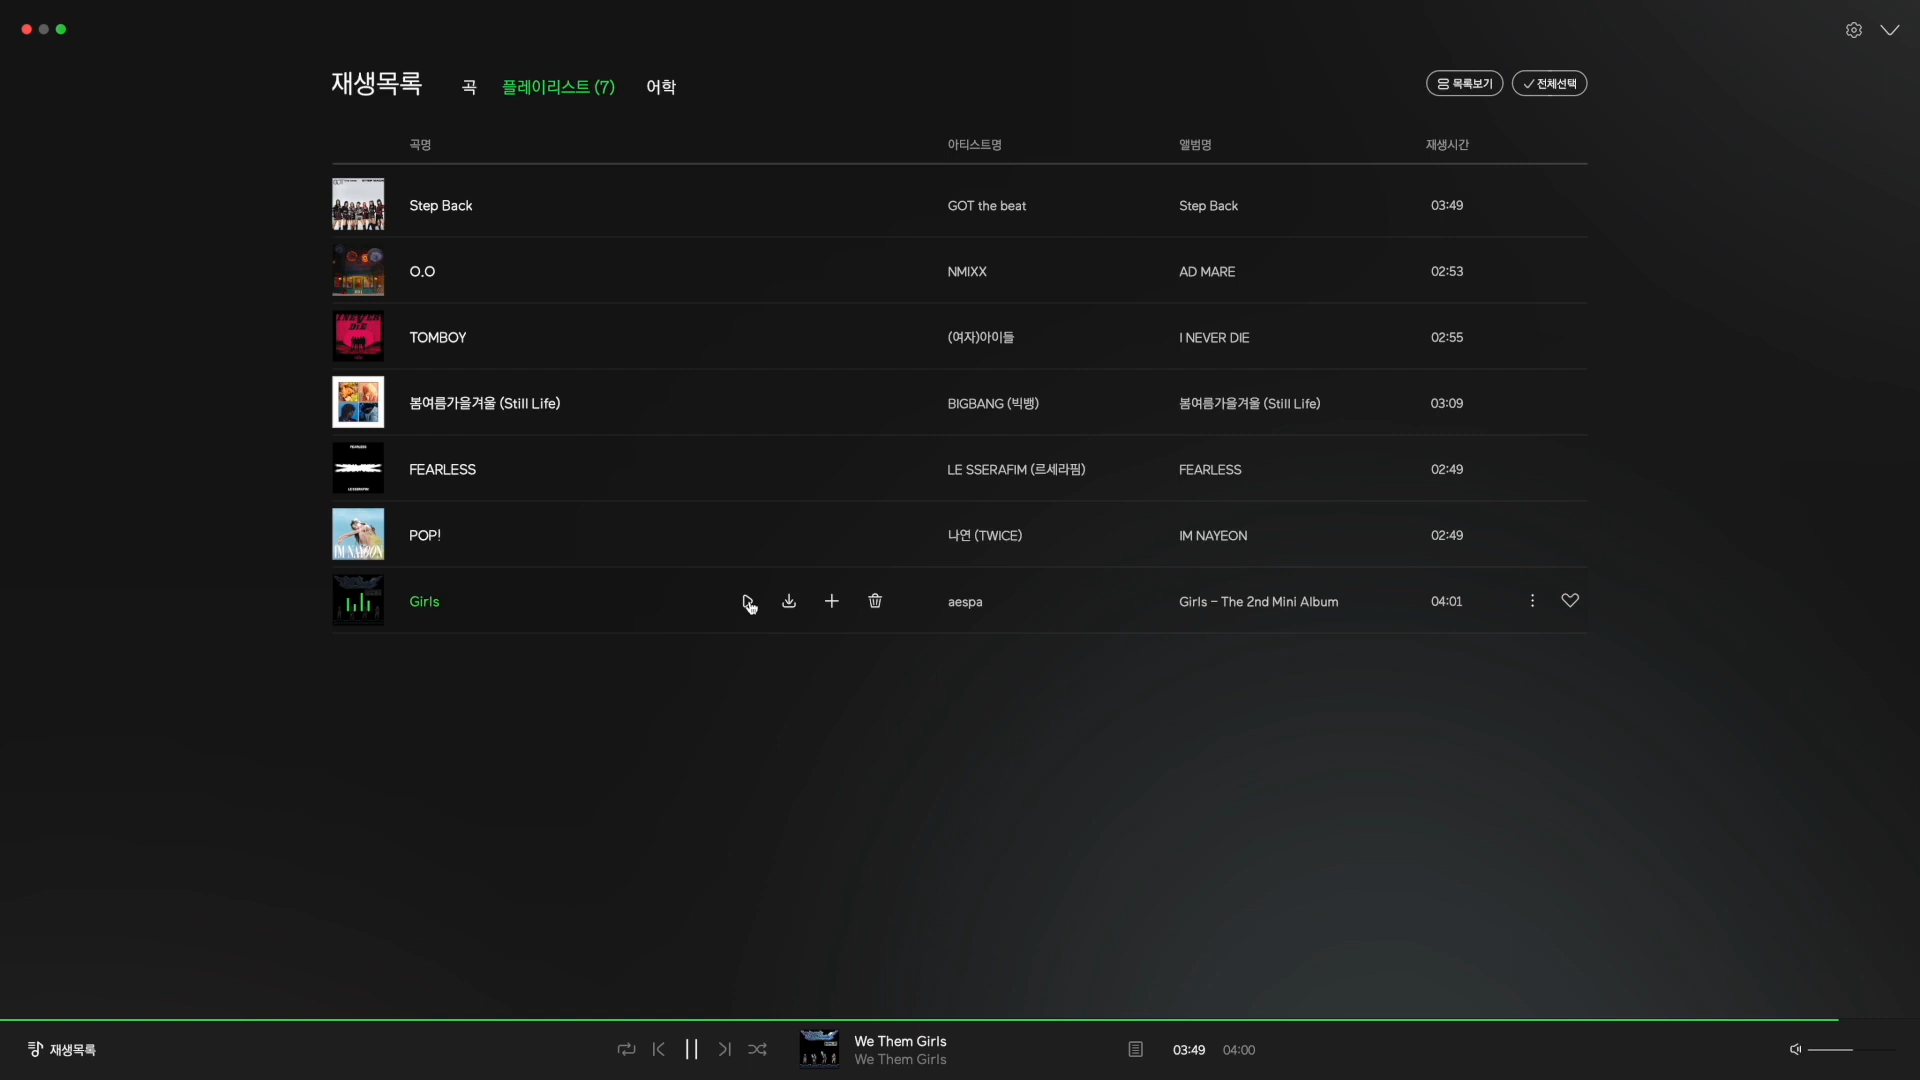 재생목록 곡 플레이리스트 (7) 어학 목록보기 전체선택
곡명 아티스트명 앨범명 재생시간
Step Back GOT the beat Step Back 03:49
O.O NMIXX AD MARE 02:53
TOMBOY (여자)아이들 I NEVER DIE 02:55
봄여름가을겨울 (Still Life) BIGBANG (빅뱅) 봄여름가을겨울 (Still Life) 03:09
FEARLESS
LE SSERAFIM
FEARLESS LE SSERAFIM (르세라핌) FEARLESS 02:49
IM NAYEON
POP! 나연 (TWICE) IM NAYEON 02:49
Girls aespa Girls – The 2nd Mini Album 04:01
재생목록
We Them Girls
We Them Girls
03:49 04:00